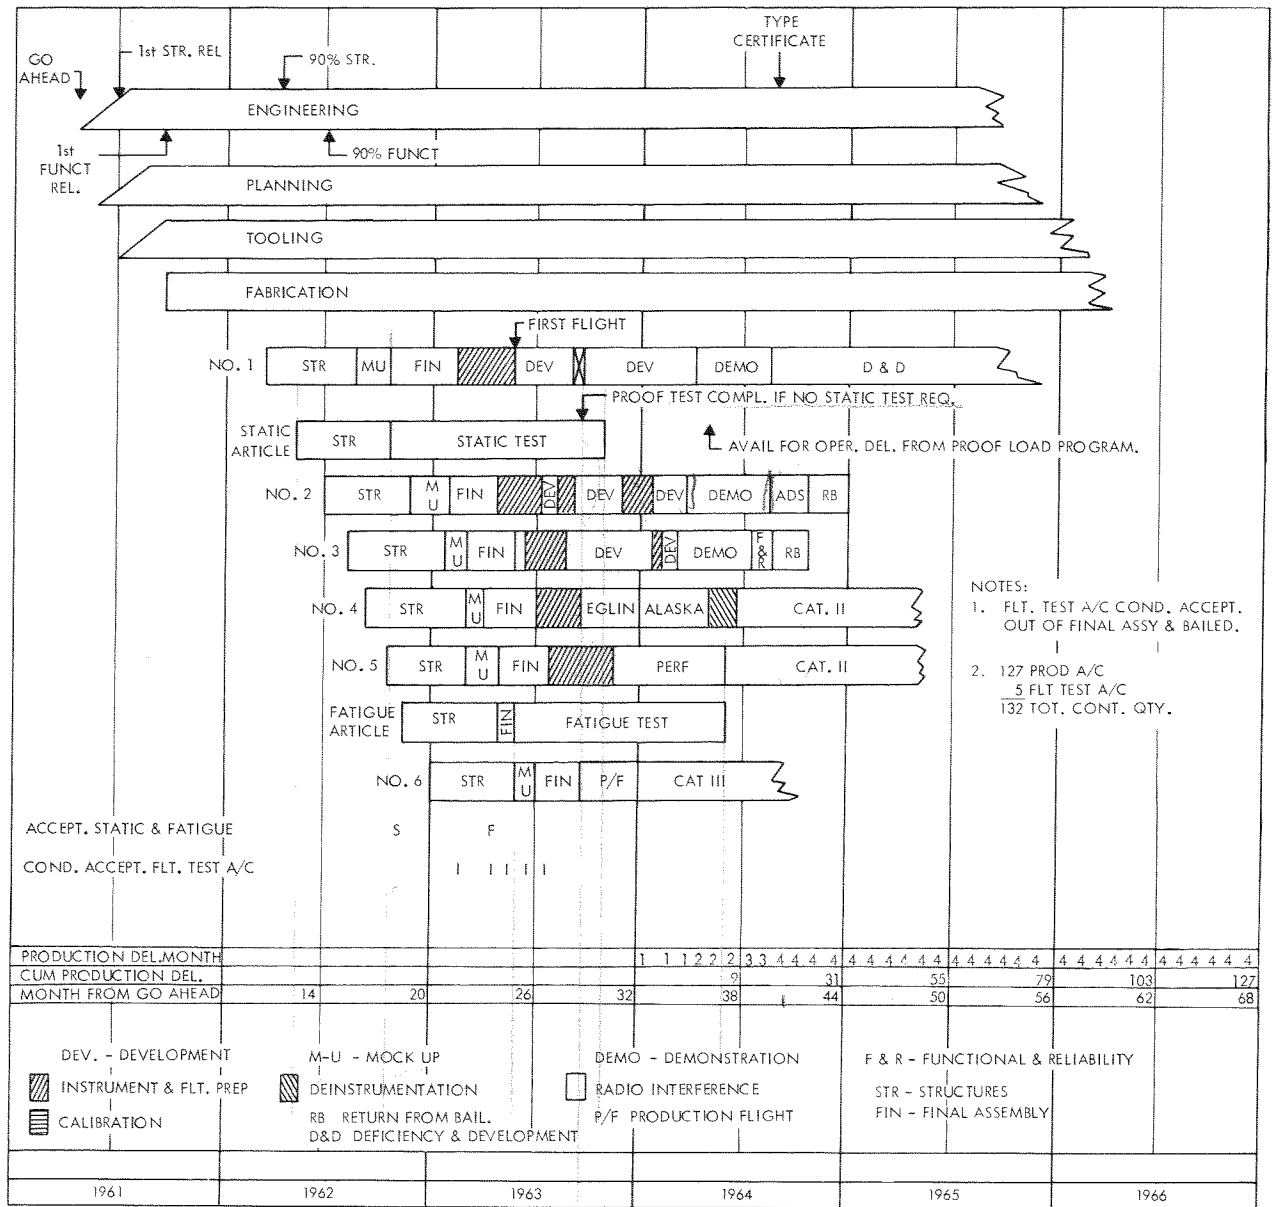 TYPE
CERTIFICATE
1st STR. REL
GO
AHEAD
90% STR.
ENGINEERING
1st
FUNCT
REL.
90% FUNCT
PLANNING
TOOLING
FABRICATION
FIRST FLIGHT
NO. 1 STR MU FIN DEV DEV DEMO D & D
PROOF TEST COMPL. IF NO STATIC TEST REQ.
STATIC
ARTICLE STR STATIC TEST
AVAIL FOR OPER. DEL. FROM PROOF LOAD PROGRAM.
NO. 2 STR MU FIN DEV DEV DEV DEMO ADS RB
NO. 3 STR MU FIN DEV DEV DEMO F&R RB
NO. 4 STR MU FIN EGLIN ALASKA CAT. II
NO. 5 STR MU FIN PERF CAT. II
FATIGUE
ARTICLE STR FIN FATIGUE TEST
NO. 6 STR MU FIN P/F CAT III
NOTES:
1. FLT. TEST A/C COND. ACCEPT.
OUT OF FINAL ASSY & BAILED.
2. 127 PROD A/C
5 FLT TEST A/C
132 TOT. CONT. QTY.
ACCEPT. STATIC & FATIGUE S F
COND. ACCEPT. FLT. TEST A/C I I I I I
PRODUCTION DEL.MONTH 1 1 1 2 2 2 3 3 4 4 4 4 4 4 4 4 4 4 4 4 4 4 4 4 4 4 4 4 4 4 4 4 4 4 4 4
CUM PRODUCTION DEL. 9 31 55 79 103 127
MONTH FROM GO AHEAD 14 20 26 32 38 44 50 56 62 68
DEV. - DEVELOPMENT M-U - MOCK UP DEMO - DEMONSTRATION F & R - FUNCTIONAL & RELIABILITY
INSTRUMENT & FLT. PREP DEINSTRUMENTATION RADIO INTERFERENCE STR - STRUCTURES
CALIBRATION RB RETURN FROM BAIL. P/F PRODUCTION FLIGHT FIN - FINAL ASSEMBLY
D&D DEFICIENCY & DEVELOPMENT
1961 1962 1963 1964 1965 1966